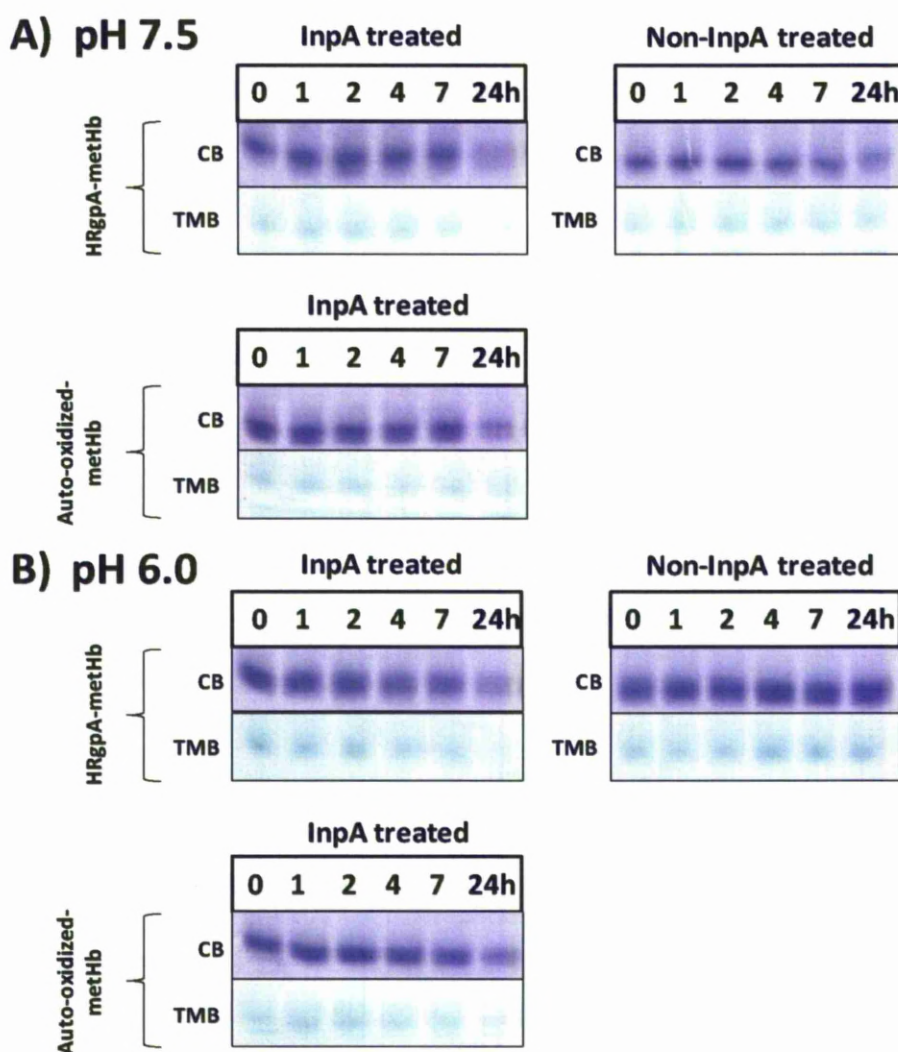 A) pH 7.5
InpA treated
Non-InpA treated
0 1 2 4 7 24h
0 1 2 4 7 24h
HRgpA-metHb
CB
CB
TMB
TMB
InpA treated
0 1 2 4 7 24h
Auto-oxidized-
metHb
CB
TMB
B) pH 6.0
InpA treated
Non-InpA treated
0 1 2 4 7 24h
0 1 2 4 7 24h
HRgpA-metHb
CB
CB
TMB
TMB
InpA treated
0 1 2 4 7 24h
Auto-oxidized-
metHb
CB
TMB